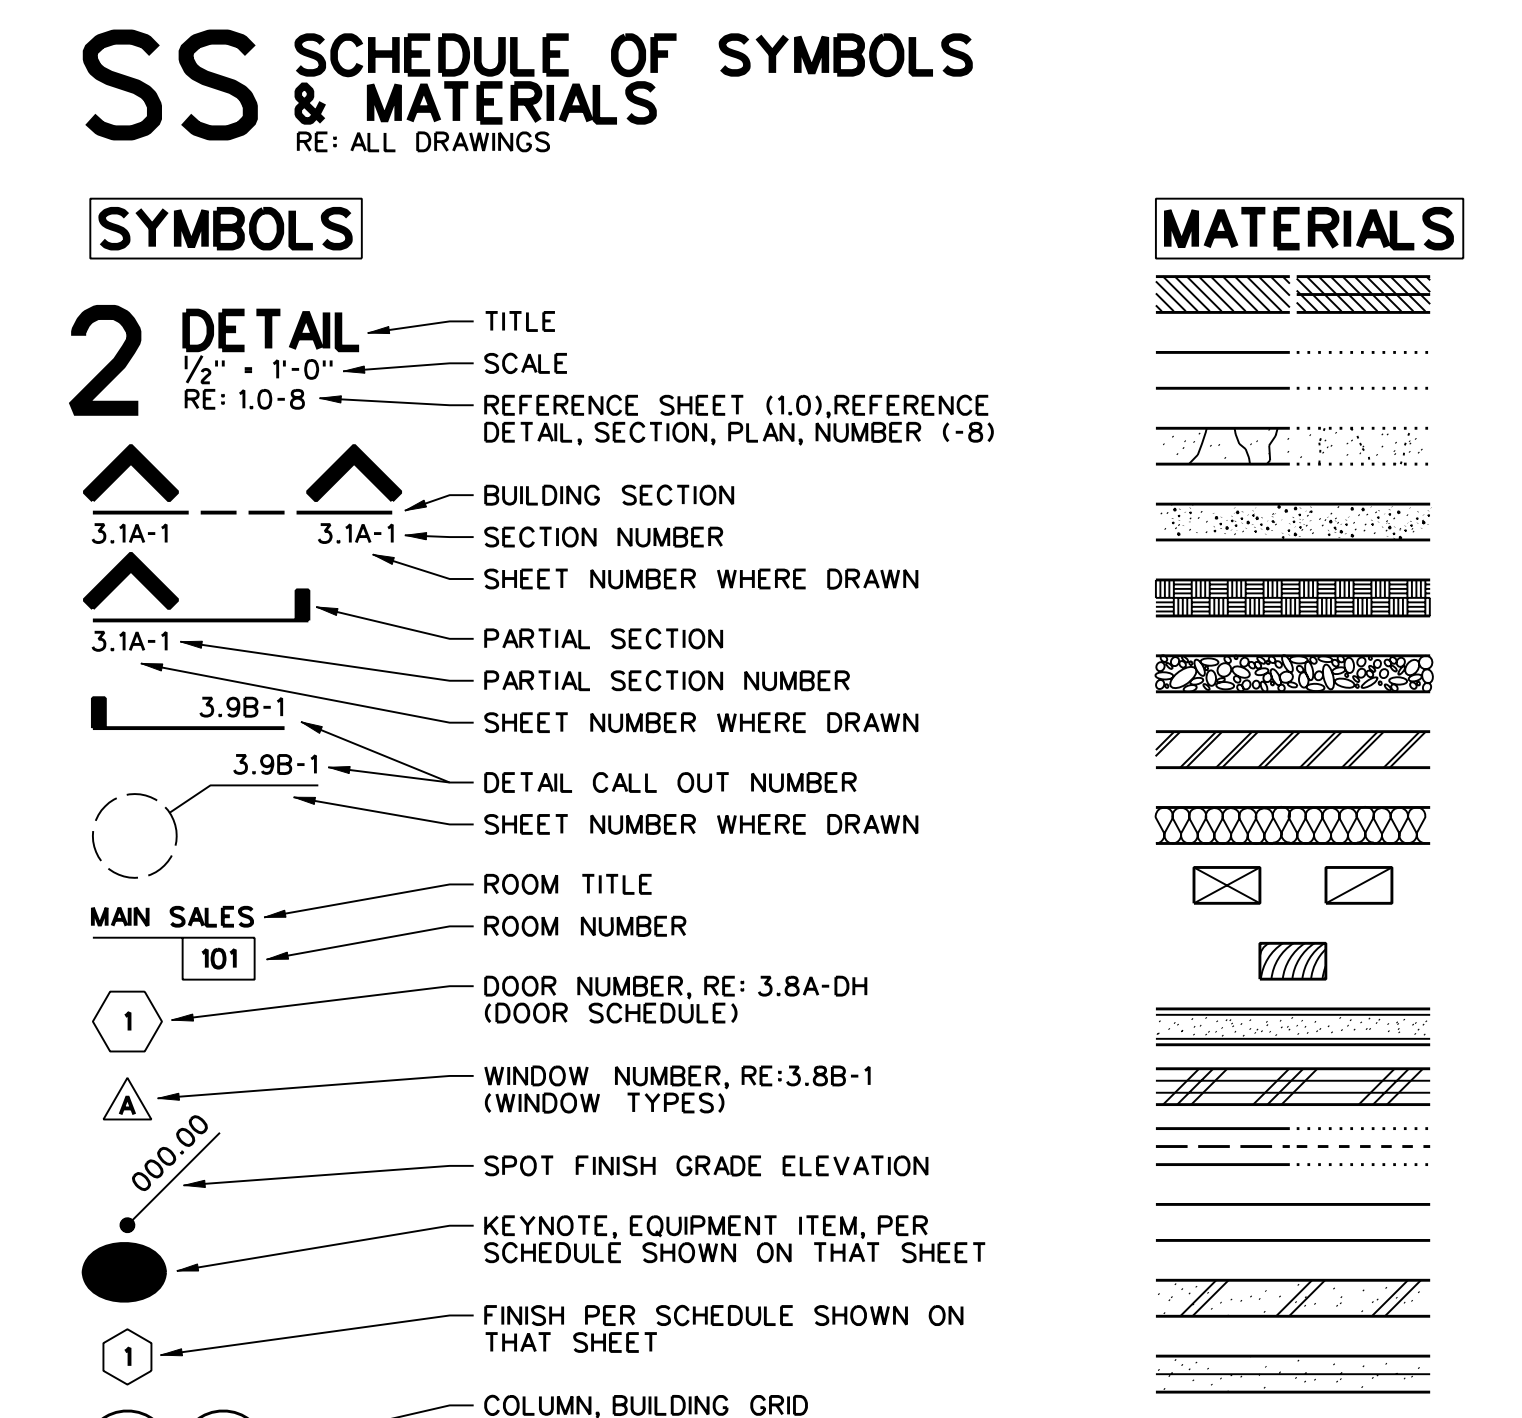 SS
SCHEDULE OF SYMBOLS
& MATERIALS
RE: ALL DRAWINGS
SYMBOLS
MATERIALS
2
DETAIL
TITLE
½" = 1'-0"
SCALE
RE: 1.0-8
REFERENCE SHEET (1.0),REFERENCE
DETAIL, SECTION, PLAN, NUMBER (-8)
BUILDING SECTION
3.1A-1
3.1A-1
SECTION NUMBER
SHEET NUMBER WHERE DRAWN
PARTIAL SECTION
3.1A-1
PARTIAL SECTION NUMBER
3.9B-1
SHEET NUMBER WHERE DRAWN
3.9B-1
DETAIL CALL OUT NUMBER
SHEET NUMBER WHERE DRAWN
ROOM TITLE
MAIN SALES
ROOM NUMBER
101
DOOR NUMBER, RE: 3.8A-DH
(DOOR SCHEDULE)
1
WINDOW NUMBER, RE:3.8B-1
(WINDOW TYPES)
A
000.00
SPOT FINISH GRADE ELEVATION
KEYNOTE, EQUIPMENT ITEM, PER
SCHEDULE SHOWN ON THAT SHEET
FINISH PER SCHEDULE SHOWN ON
THAT SHEET
1
COLUMN, BUILDING GRID